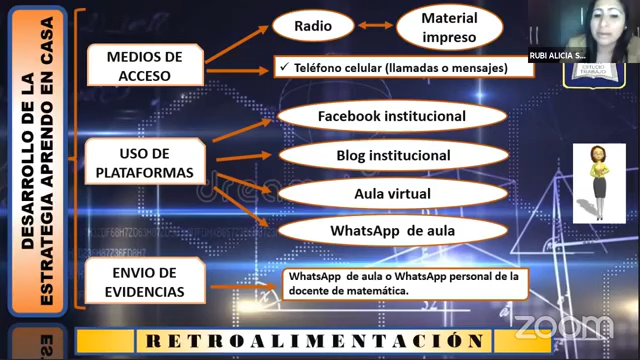 DESARROLLO DE LA
ESTRATEGIA APRENDO EN CASA
MEDIOS DE
ACCESO
Radio
Material
impreso
✓ Teléfono celular (llamadas o mensajes)
USO DE
PLATAFORMAS
Facebook institucional
Blog institucional
Aula virtual
WhatsApp de aula
ENVIO DE
EVIDENCIAS
WhatsApp de aula o WhatsApp personal de la
docente de matemática.
RETROALIMENTACIÓN
RUBI ALICIA S...
ESTUDIO
TRABAJO
zoom